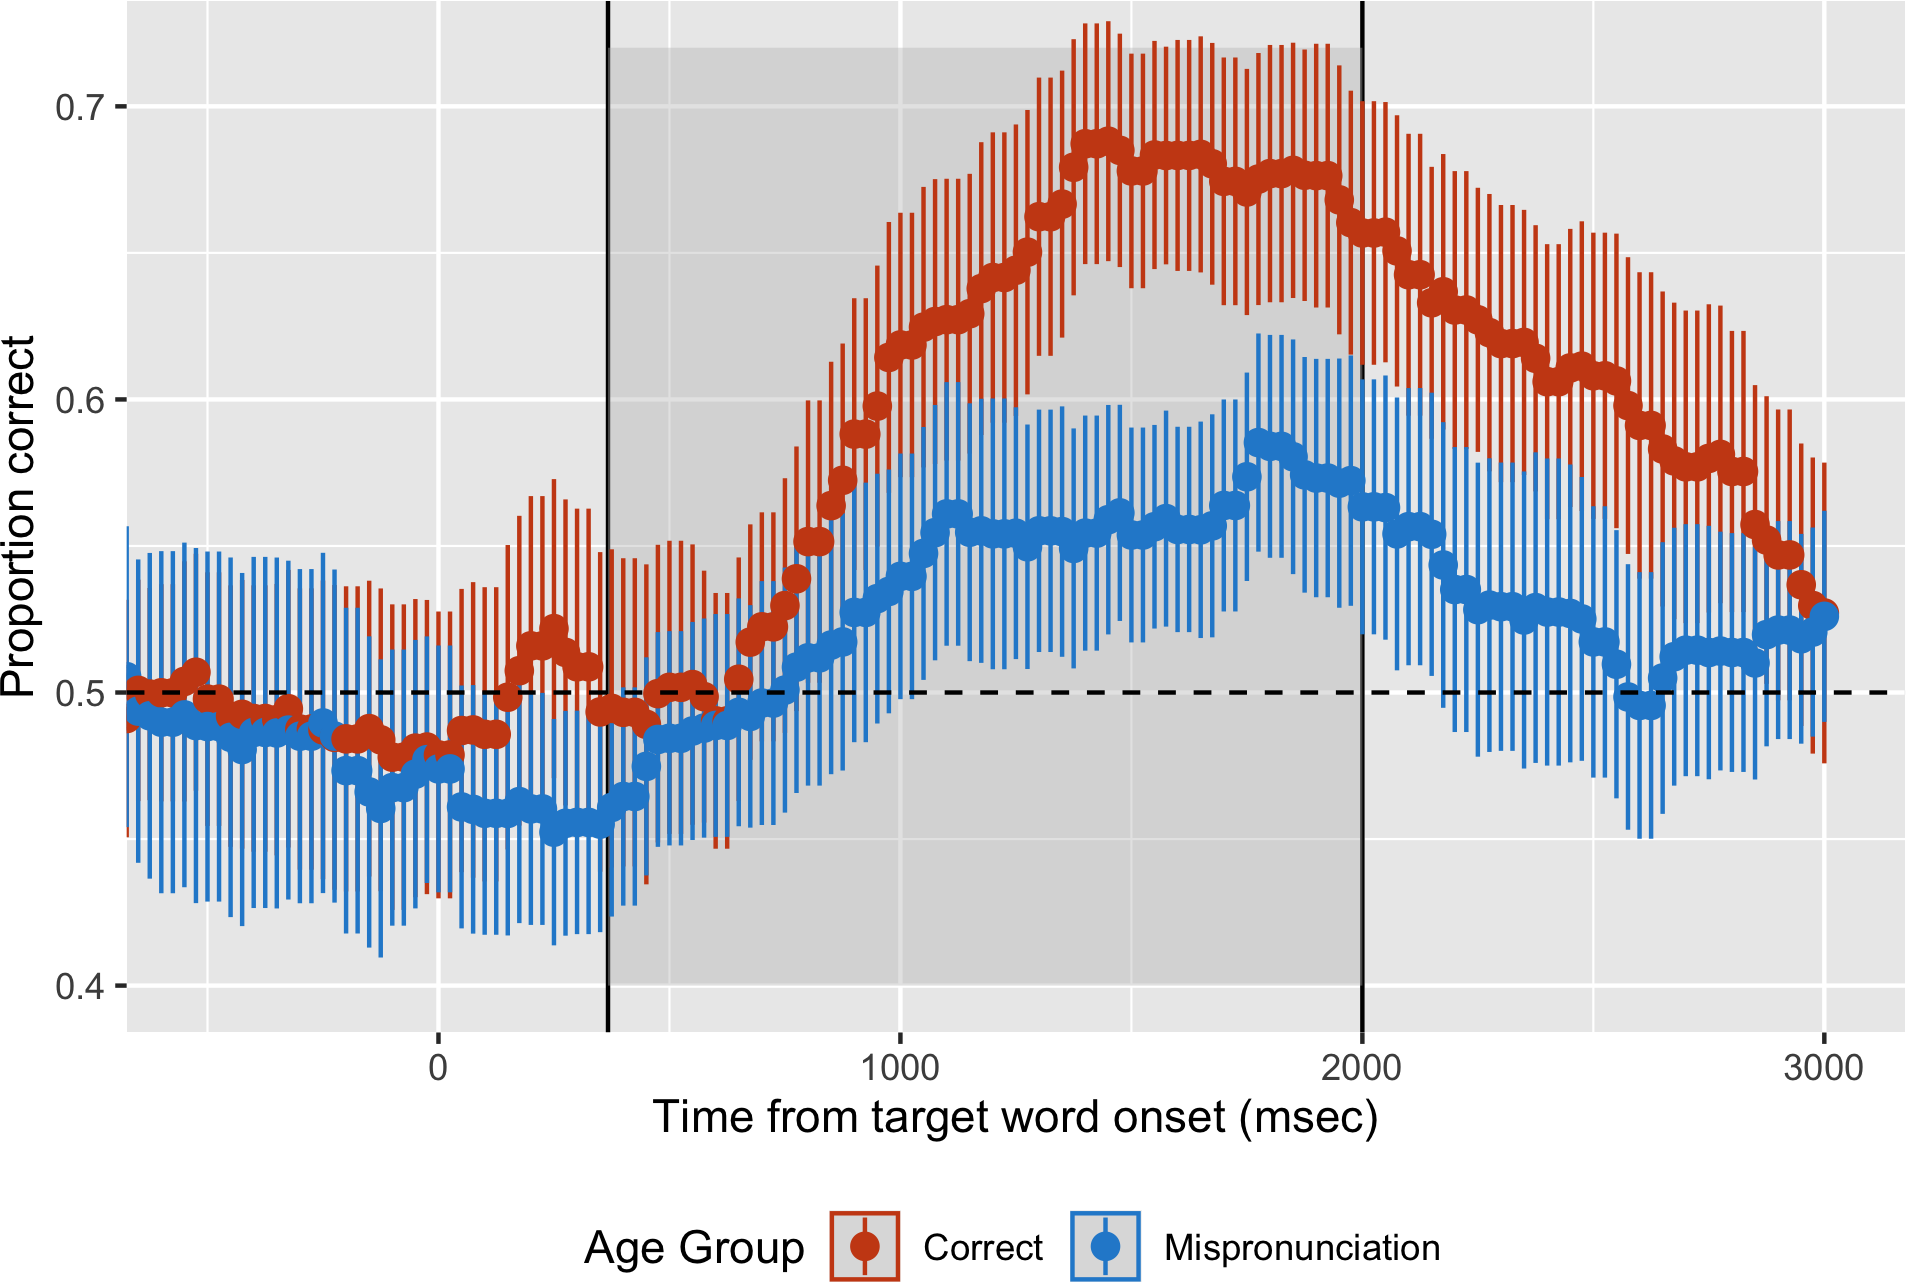 Proportion correct
0.7
0.6
0.5
0.4
0 1000 2000 3000
Time from target word onset (msec)
Age Group Correct Mispronunciation